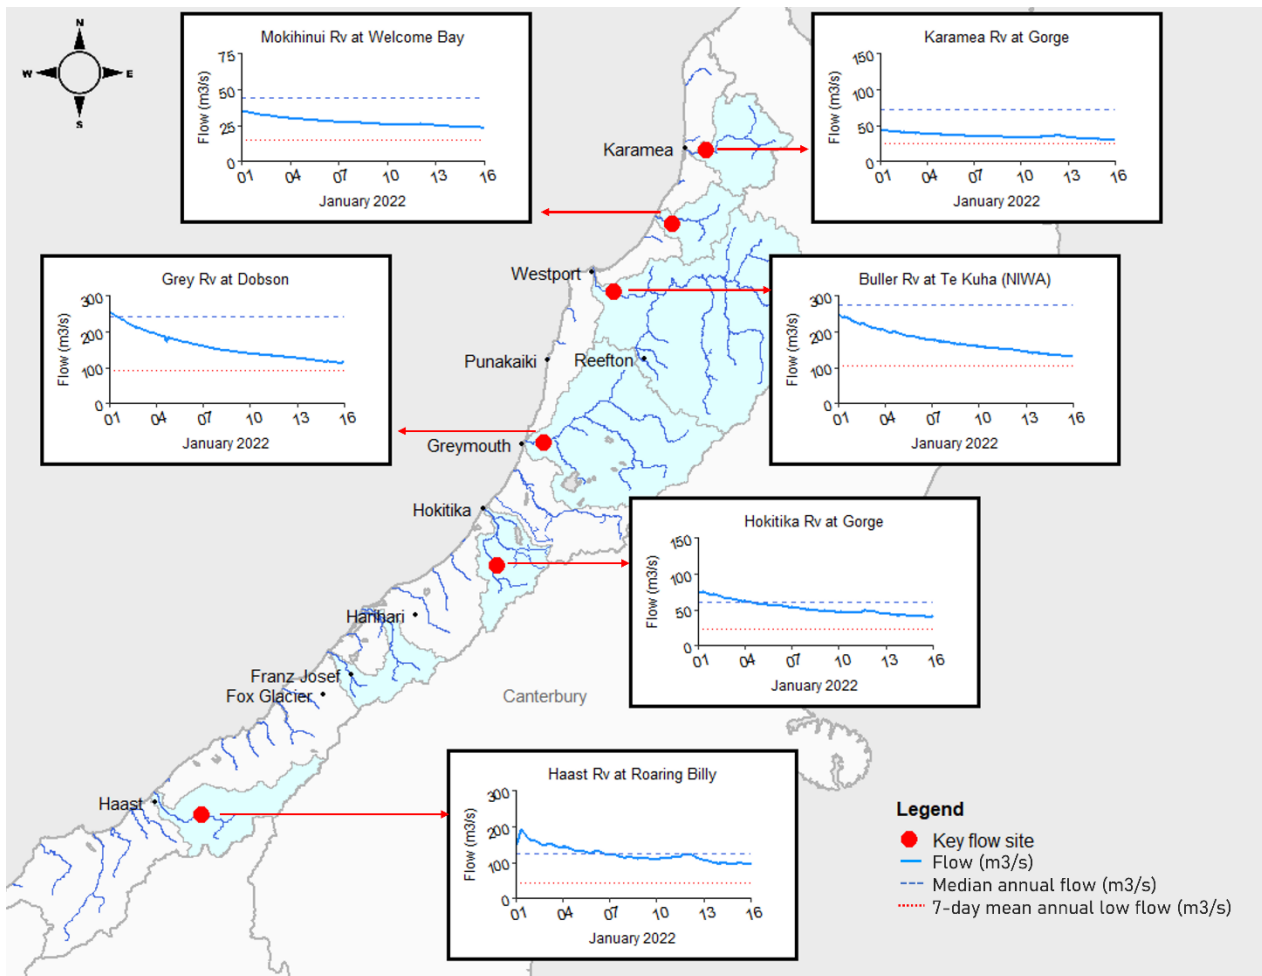 N
W
E
S
Mokihinui Rv at Welcome Bay
Flow (m3/s)
75
50
25
0
01
04
07
10
13
16
January 2022
Karamea Rv at Gorge
Flow (m3/s)
150
100
50
0
01
04
07
10
13
16
January 2022
Karamea
Westport
Grey Rv at Dobson
Flow (m3/s)
300
200
100
0
01
04
07
10
13
16
January 2022
Buller Rv at Te Kuha (NIWA)
Flow (m3/s)
300
200
100
0
01
04
07
10
13
16
January 2022
Punakaiki
Reefton
Greymouth
Hokitika
Hokitika Rv at Gorge
Flow (m3/s)
150
100
50
0
01
04
07
10
13
16
January 2022
Harihari
Franz Josef
Fox Glacier
Canterbury
Haast
Haast Rv at Roaring Billy
Flow (m3/s)
300
200
100
0
01
04
07
10
13
16
January 2022
Legend
Key flow site
Flow (m3/s)
Median annual flow (m3/s)
7-day mean annual low flow (m3/s)